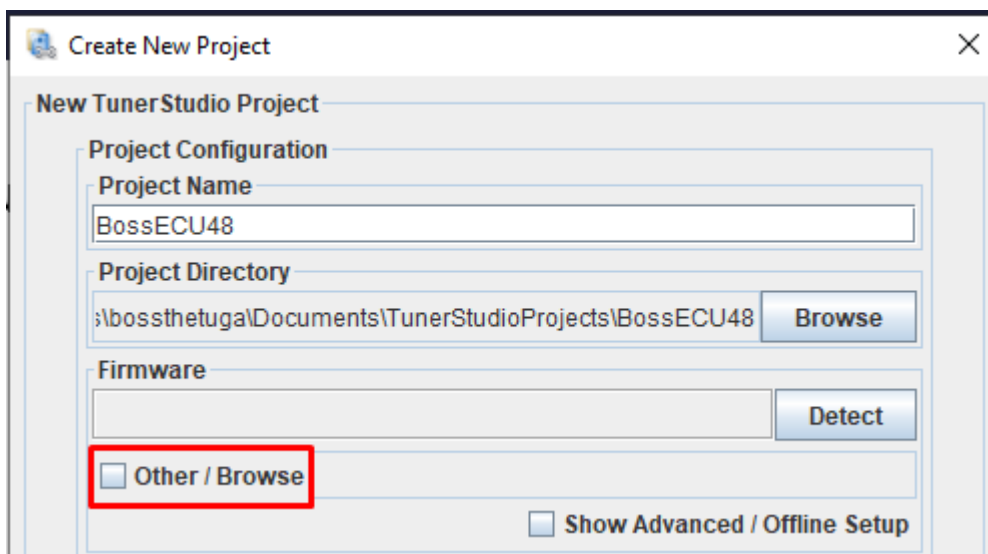 Create New Project
New TunerStudio Project
Project Configuration
Project Name
BossECU48
Project Directory
s\bossthetuga\Documents\TunerStudioProjects\BossECU48 Browse
Firmware
Detect
Other / Browse
Show Advanced / Offline Setup